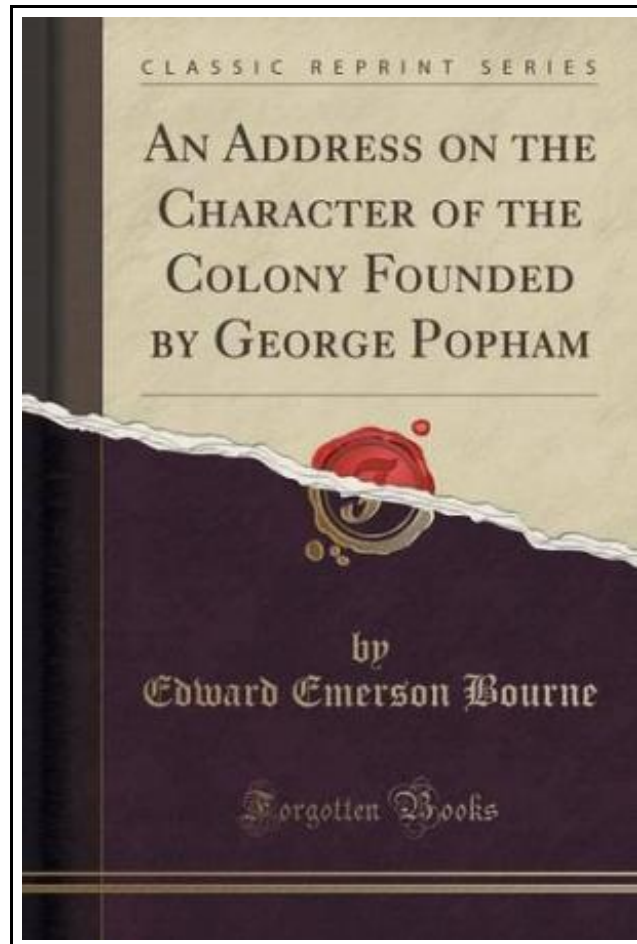 CLASSIC REPRINT SERIES
AN ADDRESS ON THE
CHARACTER OF THE
COLONY FOUNDED
BY GEORGE POPHAM
by
Edward Emerson Bourne
Forgotten Books